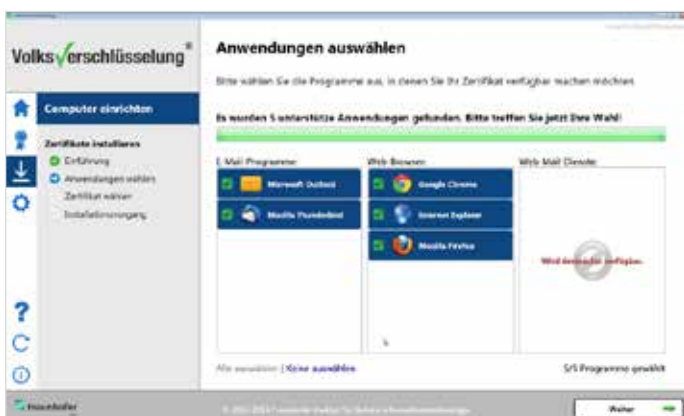 Volksverschlüsselung®
Anwendungen auswählen
Bitte wählen Sie die Programme aus, in denen Sie Ihr Zertifikat verfügbar machen möchten
Computer einrichten
Es wurden 5 unterstützte Anwendungen gefunden. Bitte treffen Sie jetzt Ihre Wahl!
Zertifikate installieren
Einführung
Anwendungen wählen
Zertifikat wählen
Installationsvorgang
E-Mail Programme
Web Browser
Web Mail Dienste
Microsoft Outlook
Mozilla Thunderbird
Google Chrome
Internet Explorer
Mozilla Firefox
Wird demnächst verfügbar.
Alle auswählen | Keine auswählen
5/5 Programme gewählt
Fraunhofer
Weiter